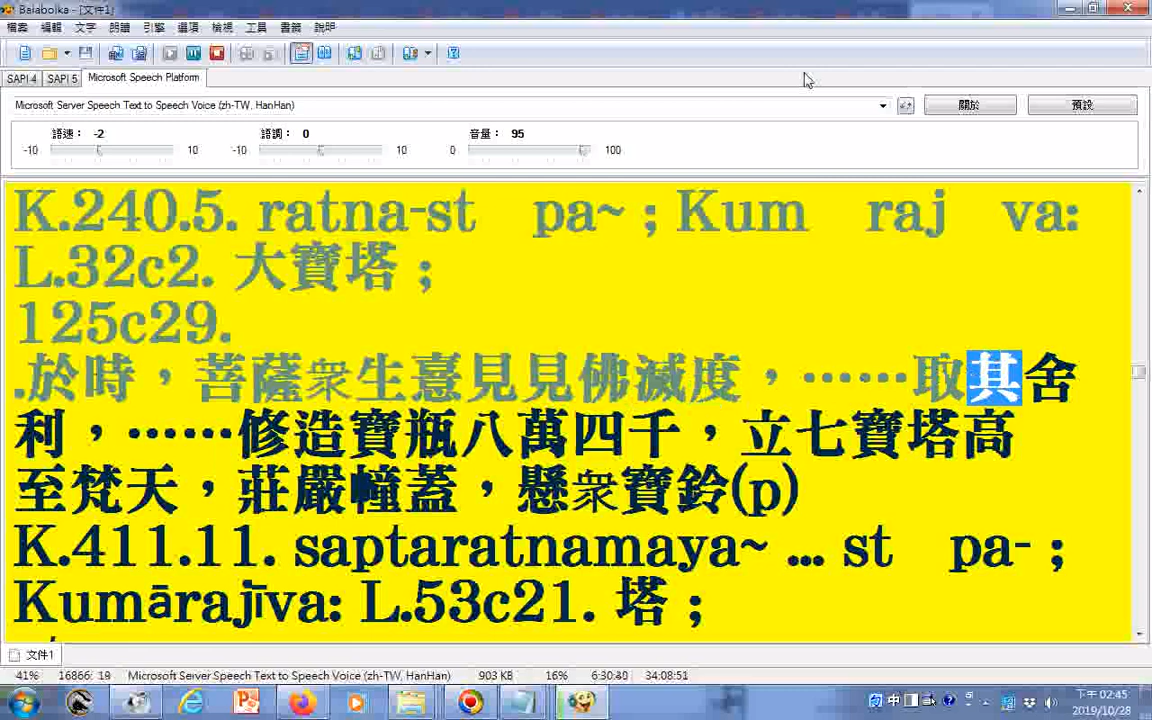 Balabolka - [文件1]
檔案 編輯 文字 朗讀 引擎 選項 檢視 工具 書籤 說明
SAPI 4 SAPI 5 Microsoft Speech Platform
Microsoft Server Speech Text to Speech Voice (zh-TW, HanHan) 關於 預設
語速： -2 語調： 0 音量： 95
-10 10 -10 10 0 100
K.240.5. ratna-st pa~ ; Kum raj va:
L.32c2. 大寶塔；
125c29.
.於時，菩薩衆生憙見見佛滅度，……取其舍
利，……修造寶瓶八萬四千，立七寶塔高
至梵天，莊嚴幢蓋，懸衆寶鈴(p)
K.411.11. saptaratnamaya~ ... st pa- ;
Kumārajīva: L.53c21. 塔；
文件1
41% 16866: 19 Microsoft Server Speech Text to Speech Voice (zh-TW, HanHan) 903 KB 16% 6:30:40 34:08:51
中 下午 02:45
2019/10/28